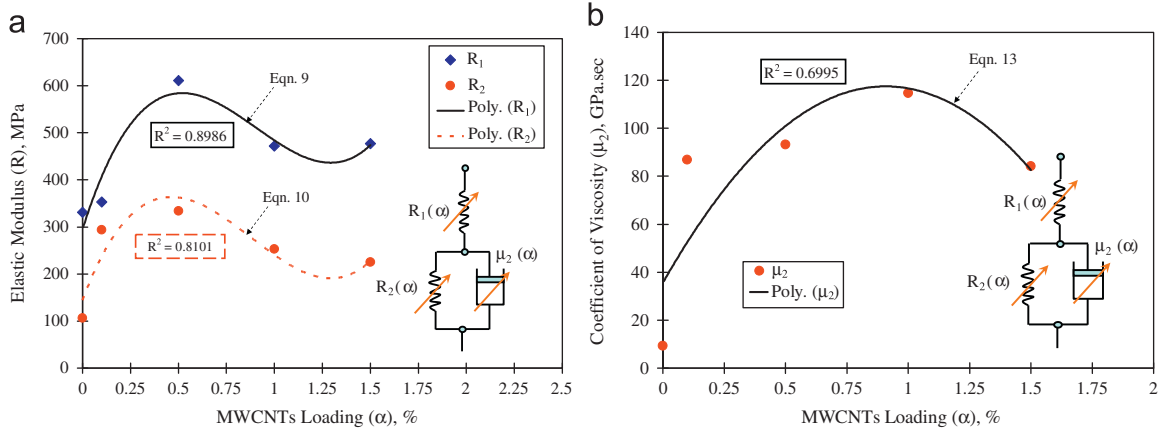 a
Elastic Modulus (R), MPa
700
600
500
400
300
200
100
0
0
0.25
0.5
0.75
1
1.25
1.5
1.75
2
2.25
2.5
MWCNTs Loading (α), %
Eqn. 9
R² = 0.8986
Eqn. 10
R² = 0.8101
R₁
R₂
Poly. (R₁)
Poly. (R₂)
R₁(α)
R₂(α)
μ₂ (α)
b
Coefficient of Viscosity (μ₂), GPa.sec
140
120
100
80
60
40
20
0
0
0.25
0.5
0.75
1
1.25
1.5
1.75
2
MWCNTs Loading (α), %
R² = 0.6995
Eqn. 13
μ₂
Poly. (μ₂)
R₁(α)
R₂(α)
μ₂ (α)